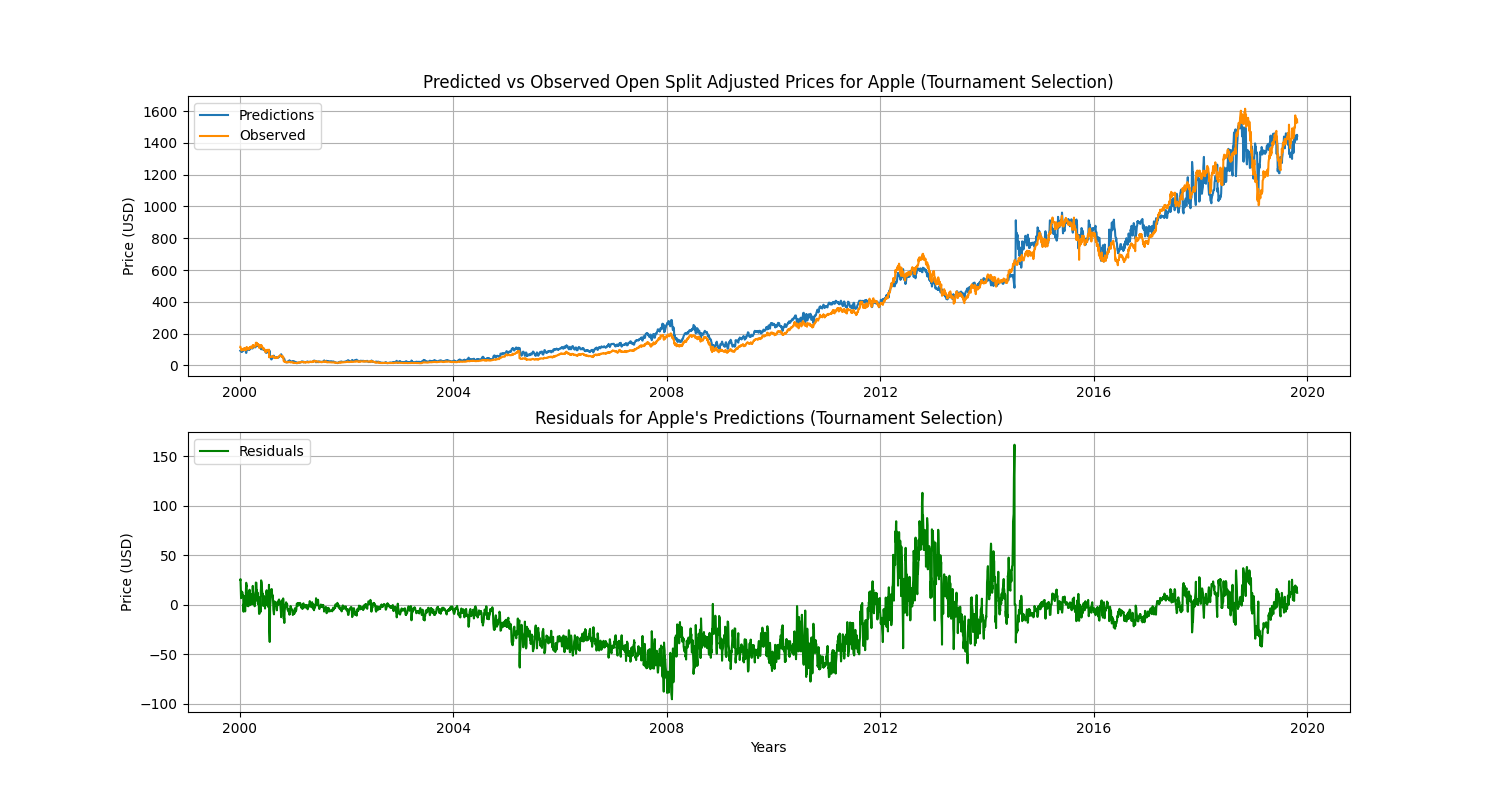 Predicted vs Observed Open Split Adjusted Prices for Apple (Tournament Selection)
Predictions
Observed
Price (USD)
1600
1400
1200
1000
800
600
400
200
0
2000 2004 2008 2012 2016 2020
Residuals for Apple's Predictions (Tournament Selection)
Residuals
Price (USD)
150
100
50
0
−50
−100
2000 2004 2008 2012 2016 2020
Years